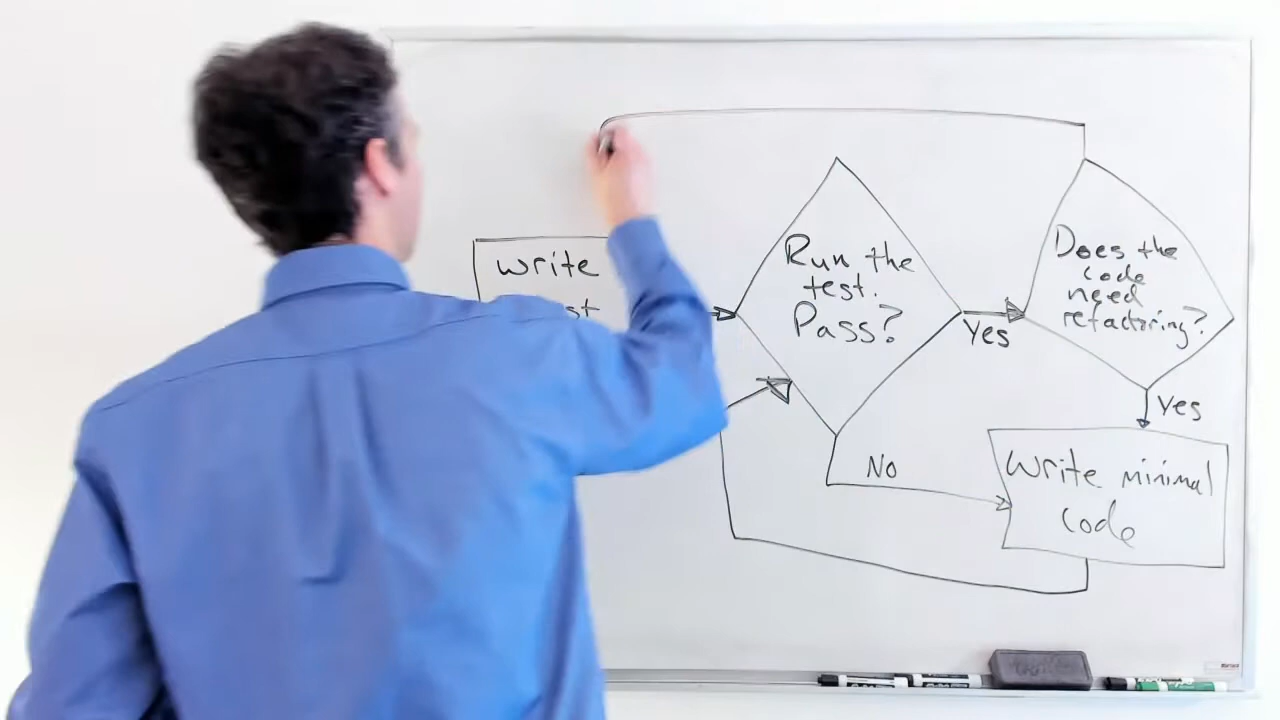 write
Run the
test.
Pass?
Yes
Does the
code
need
refactoring?
Yes
No
Write minimal
code